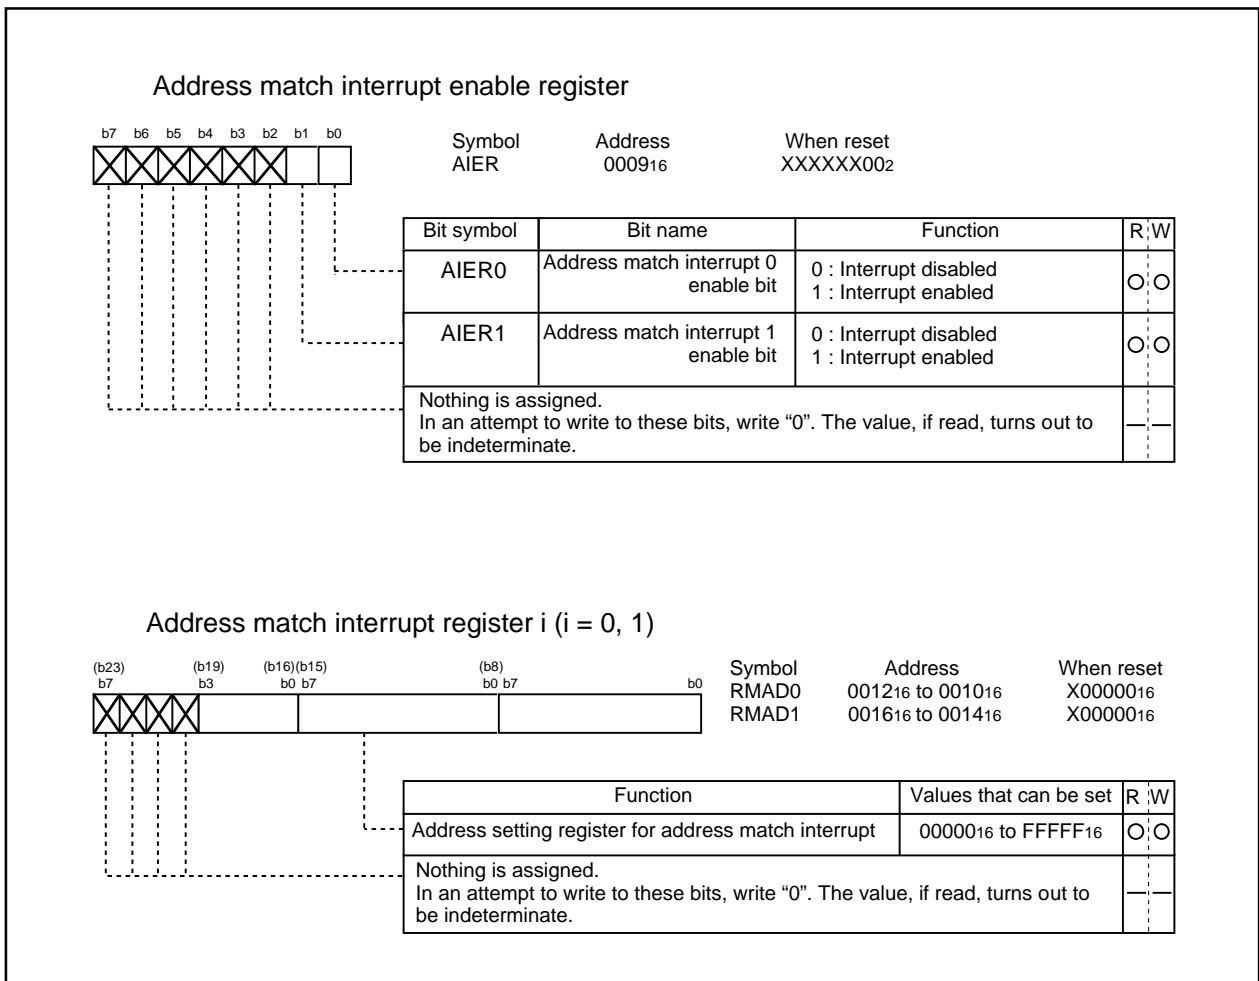 Address match interrupt enable register
b7 b6 b5 b4 b3 b2 b1 b0
Symbol Address When reset
AIER 000916 XXXXXX002
Bit symbol Bit name Function R W
AIER0 Address match interrupt 0 enable bit 0 : Interrupt disabled
1 : Interrupt enabled
AIER1 Address match interrupt 1 enable bit 0 : Interrupt disabled
1 : Interrupt enabled
Nothing is assigned.
In an attempt to write to these bits, write “0”. The value, if read, turns out to
be indeterminate.
Address match interrupt register i (i = 0, 1)
(b23) (b19) (b16)(b15) (b8)
b7 b3 b0 b7 b0 b7 b0
Symbol Address When reset
RMAD0 001216 to 001016 X0000016
RMAD1 001616 to 001416 X0000016
Function Values that can be set R W
Address setting register for address match interrupt 0000016 to FFFFF16
Nothing is assigned.
In an attempt to write to these bits, write “0”. The value, if read, turns out to
be indeterminate.